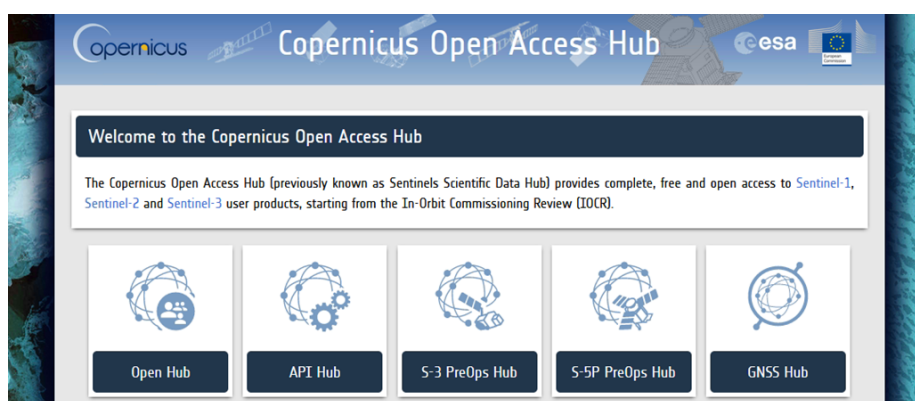 opernicus
Copernicus Open Access Hub
esa
European
Commission
Welcome to the Copernicus Open Access Hub
The Copernicus Open Access Hub (previously known as Sentinels Scientific Data Hub) provides complete, free and open access to Sentinel-1,
Sentinel-2 and Sentinel-3 user products, starting from the In-Orbit Commissioning Review (IOCR).
Open Hub
API Hub
S-3 PreOps Hub
S-5P PreOps Hub
GNSS Hub